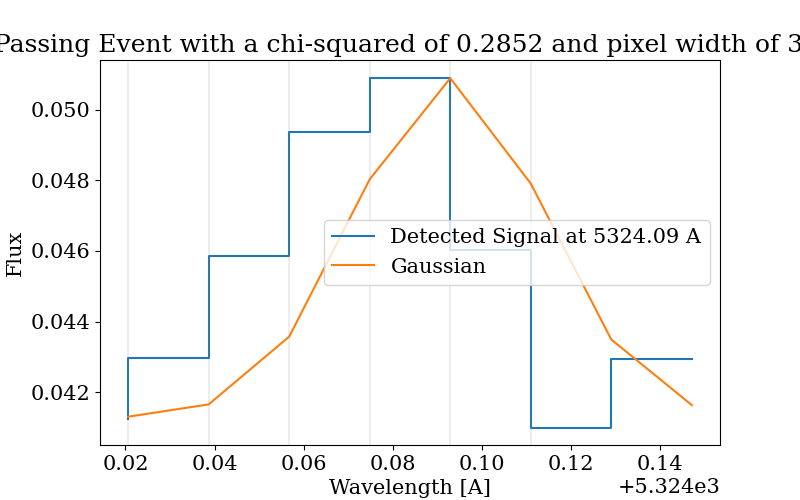 Passing Event with a chi-squared of 0.2852 and pixel width of 3
0.050
0.048
0.046
0.044
0.042
Flux
Detected Signal at 5324.09 A
Gaussian
0.02 0.04 0.06 0.08 0.10 0.12 0.14
+5.324e3
Wavelength [A]